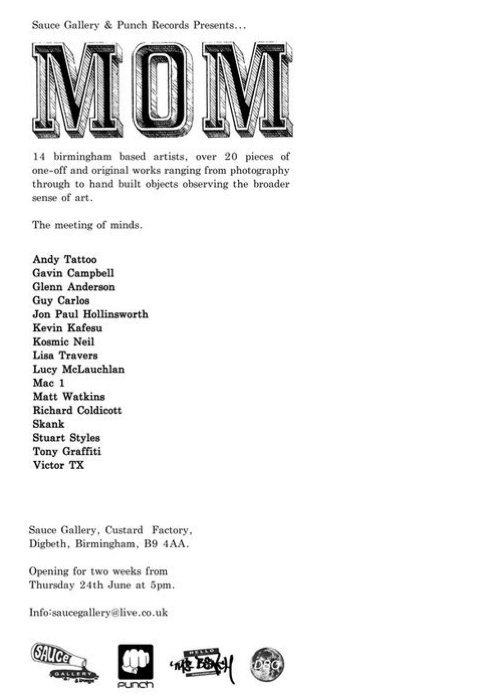 Sauce Gallery & Punch Records Presents...
MOM
14 birmingham based artists, over 20 pieces of
one-off and original works ranging from photography
through to hand built objects observing the broader
sense of art.
The meeting of minds.
Andy Tattoo
Gavin Campbell
Glenn Anderson
Guy Carlos
Jon Paul Hollinsworth
Kevin Kafesu
Kosmic Neil
Lisa Travers
Lucy McLauchlan
Mac 1
Matt Watkins
Richard Coldicott
Skank
Stuart Styles
Tony Graffiti
Victor TX
Sauce Gallery, Custard Factory,
Digbeth, Birmingham, B9 4AA.
Opening for two weeks from
Thursday 24th June at 5pm.
Info:saucegallery@live.co.uk
SAUCE
GALLERY
PUNCH
HELLO